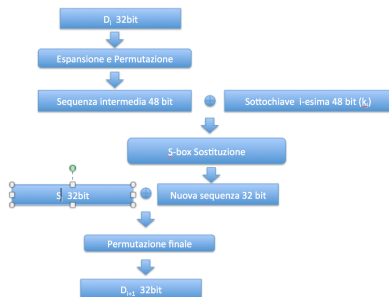 Di 32bit
Espansione e Permutazione
Sequenza intermedia 48 bit
Sottochiave i-esima 48 bit (ki)
S-box Sostituzione
S 32bit
Nuova sequenza 32 bit
Permutazione finale
Di+1 32bit